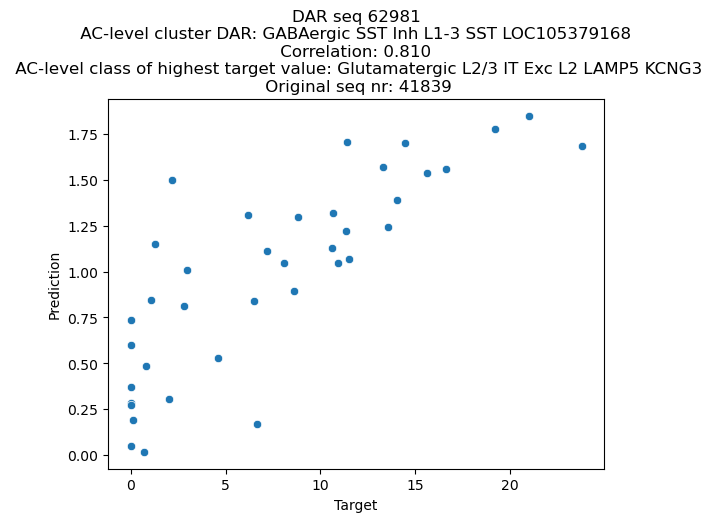 DAR seq 62981
AC-level cluster DAR: GABAergic SST Inh L1-3 SST LOC105379168
Correlation: 0.810
AC-level class of highest target value: Glutamatergic L2/3 IT Exc L2 LAMP5 KCNG3
Original seq nr: 41839
1.75
1.50
1.25
1.00
0.75
0.50
0.25
0.00
Prediction
0 5 10 15 20
Target